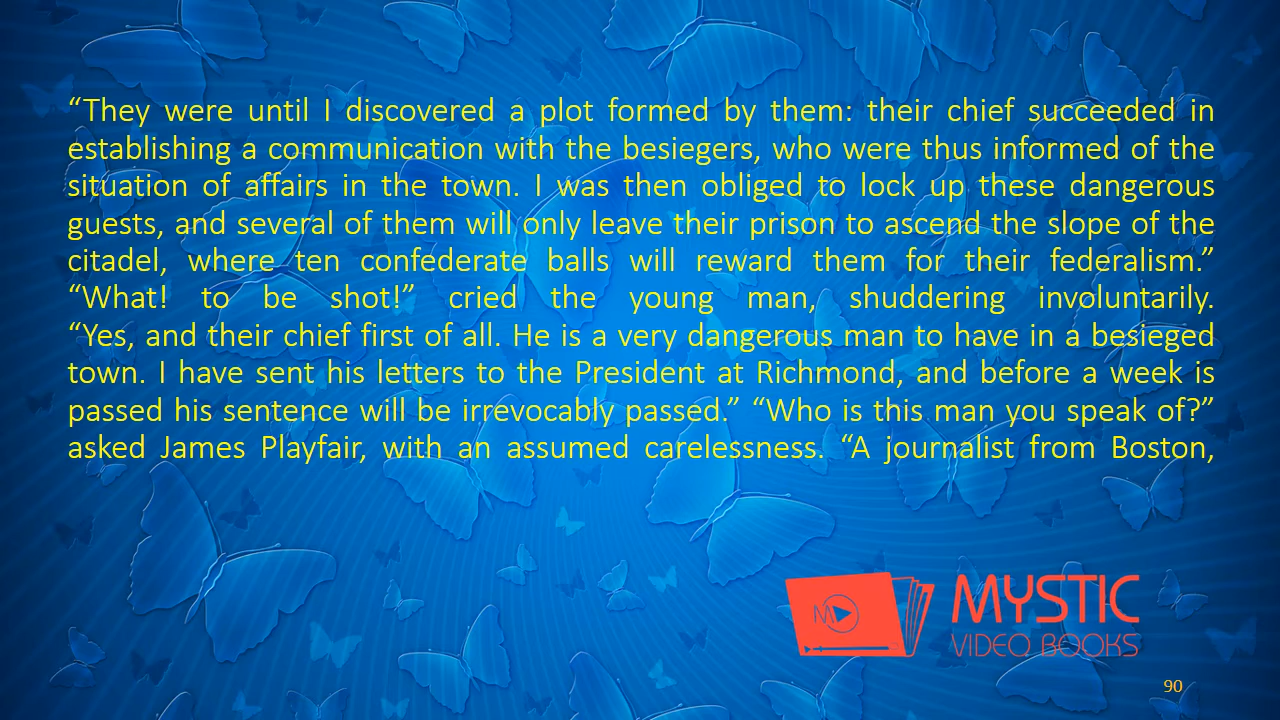 “They were until I discovered a plot formed by them: their chief succeeded in
establishing a communication with the besiegers, who were thus informed of the
situation of affairs in the town. I was then obliged to lock up these dangerous
guests, and several of them will only leave their prison to ascend the slope of the
citadel, where ten confederate balls will reward them for their federalism.”
“What! to be shot!” cried the young man, shuddering involuntarily.
“Yes, and their chief first of all. He is a very dangerous man to have in a besieged
town. I have sent his letters to the President at Richmond, and before a week is
passed his sentence will be irrevocably passed.” “Who is this man you speak of?”
asked James Playfair, with an assumed carelessness. “A journalist from Boston,
M
MYSTIC
VIDEO BOOKS
90